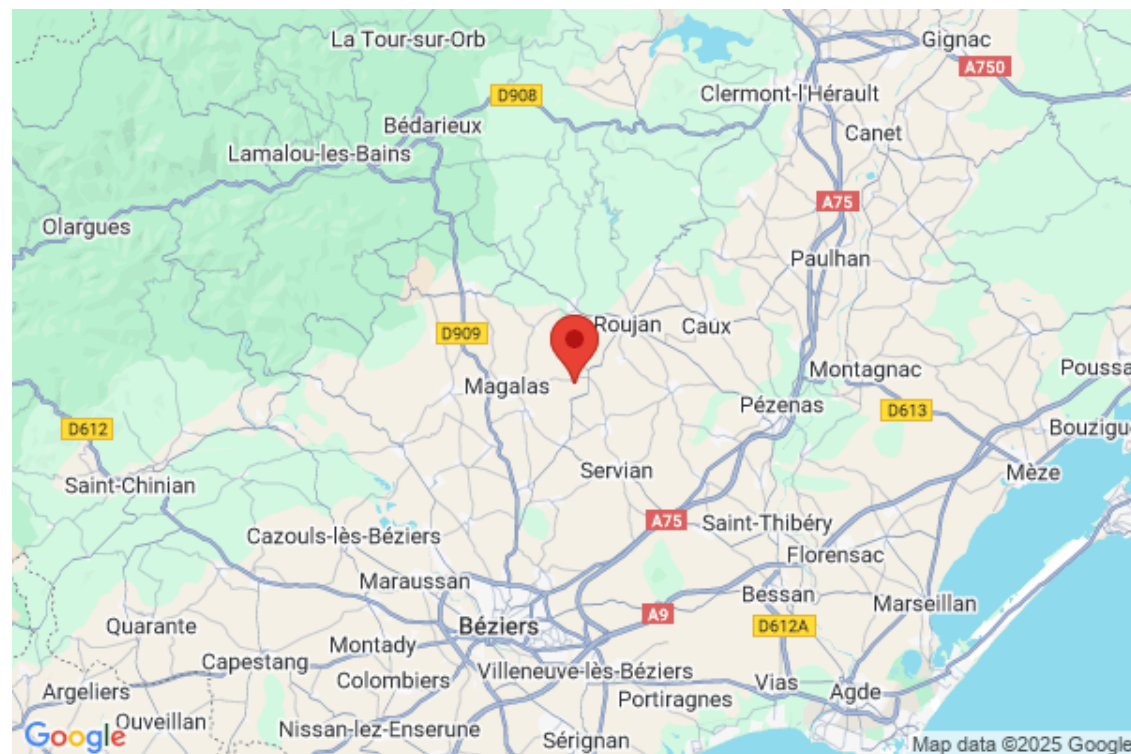 La Tour-sur-Orb
Gignac
A750
D908
Clermont-l'Hérault
Bédarieux
Canet
Lamalou-les-Bains
A75
Olargues
Paulhan
Roujan
Caux
D909
Magalas
Montagnac
Poussa
Pézenas
D613
D612
Bouzigue
Servian
Mèze
Saint-Chinian
A75
Saint-Thibéry
Cazouls-lès-Béziers
Florensac
Maraussan
Bessan
Marseillan
A9
Quarante
Béziers
D612A
Montady
Capestang
Villeneuve-lès-Béziers
Colombiers
Vias
Argeliers
Portiragnes
Agde
Ouveillan
Nissan-lez-Enserune
Sérignan
Google
Map data ©2025 Google